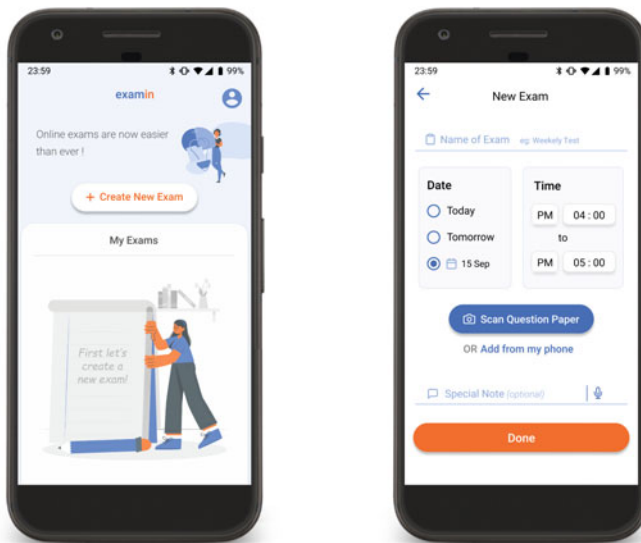 23:59
99%
examin
Online exams are now easier
than ever !
+ Create New Exam
My Exams
First let's
create a
new exam!
23:59
99%
New Exam
Name of Exam eg: Weekely Test
Date
Today
Tomorrow
15 Sep
Time
PM 04 : 00
to
PM 05 : 00
Scan Question Paper
OR Add from my phone
Special Note (optional)
Done